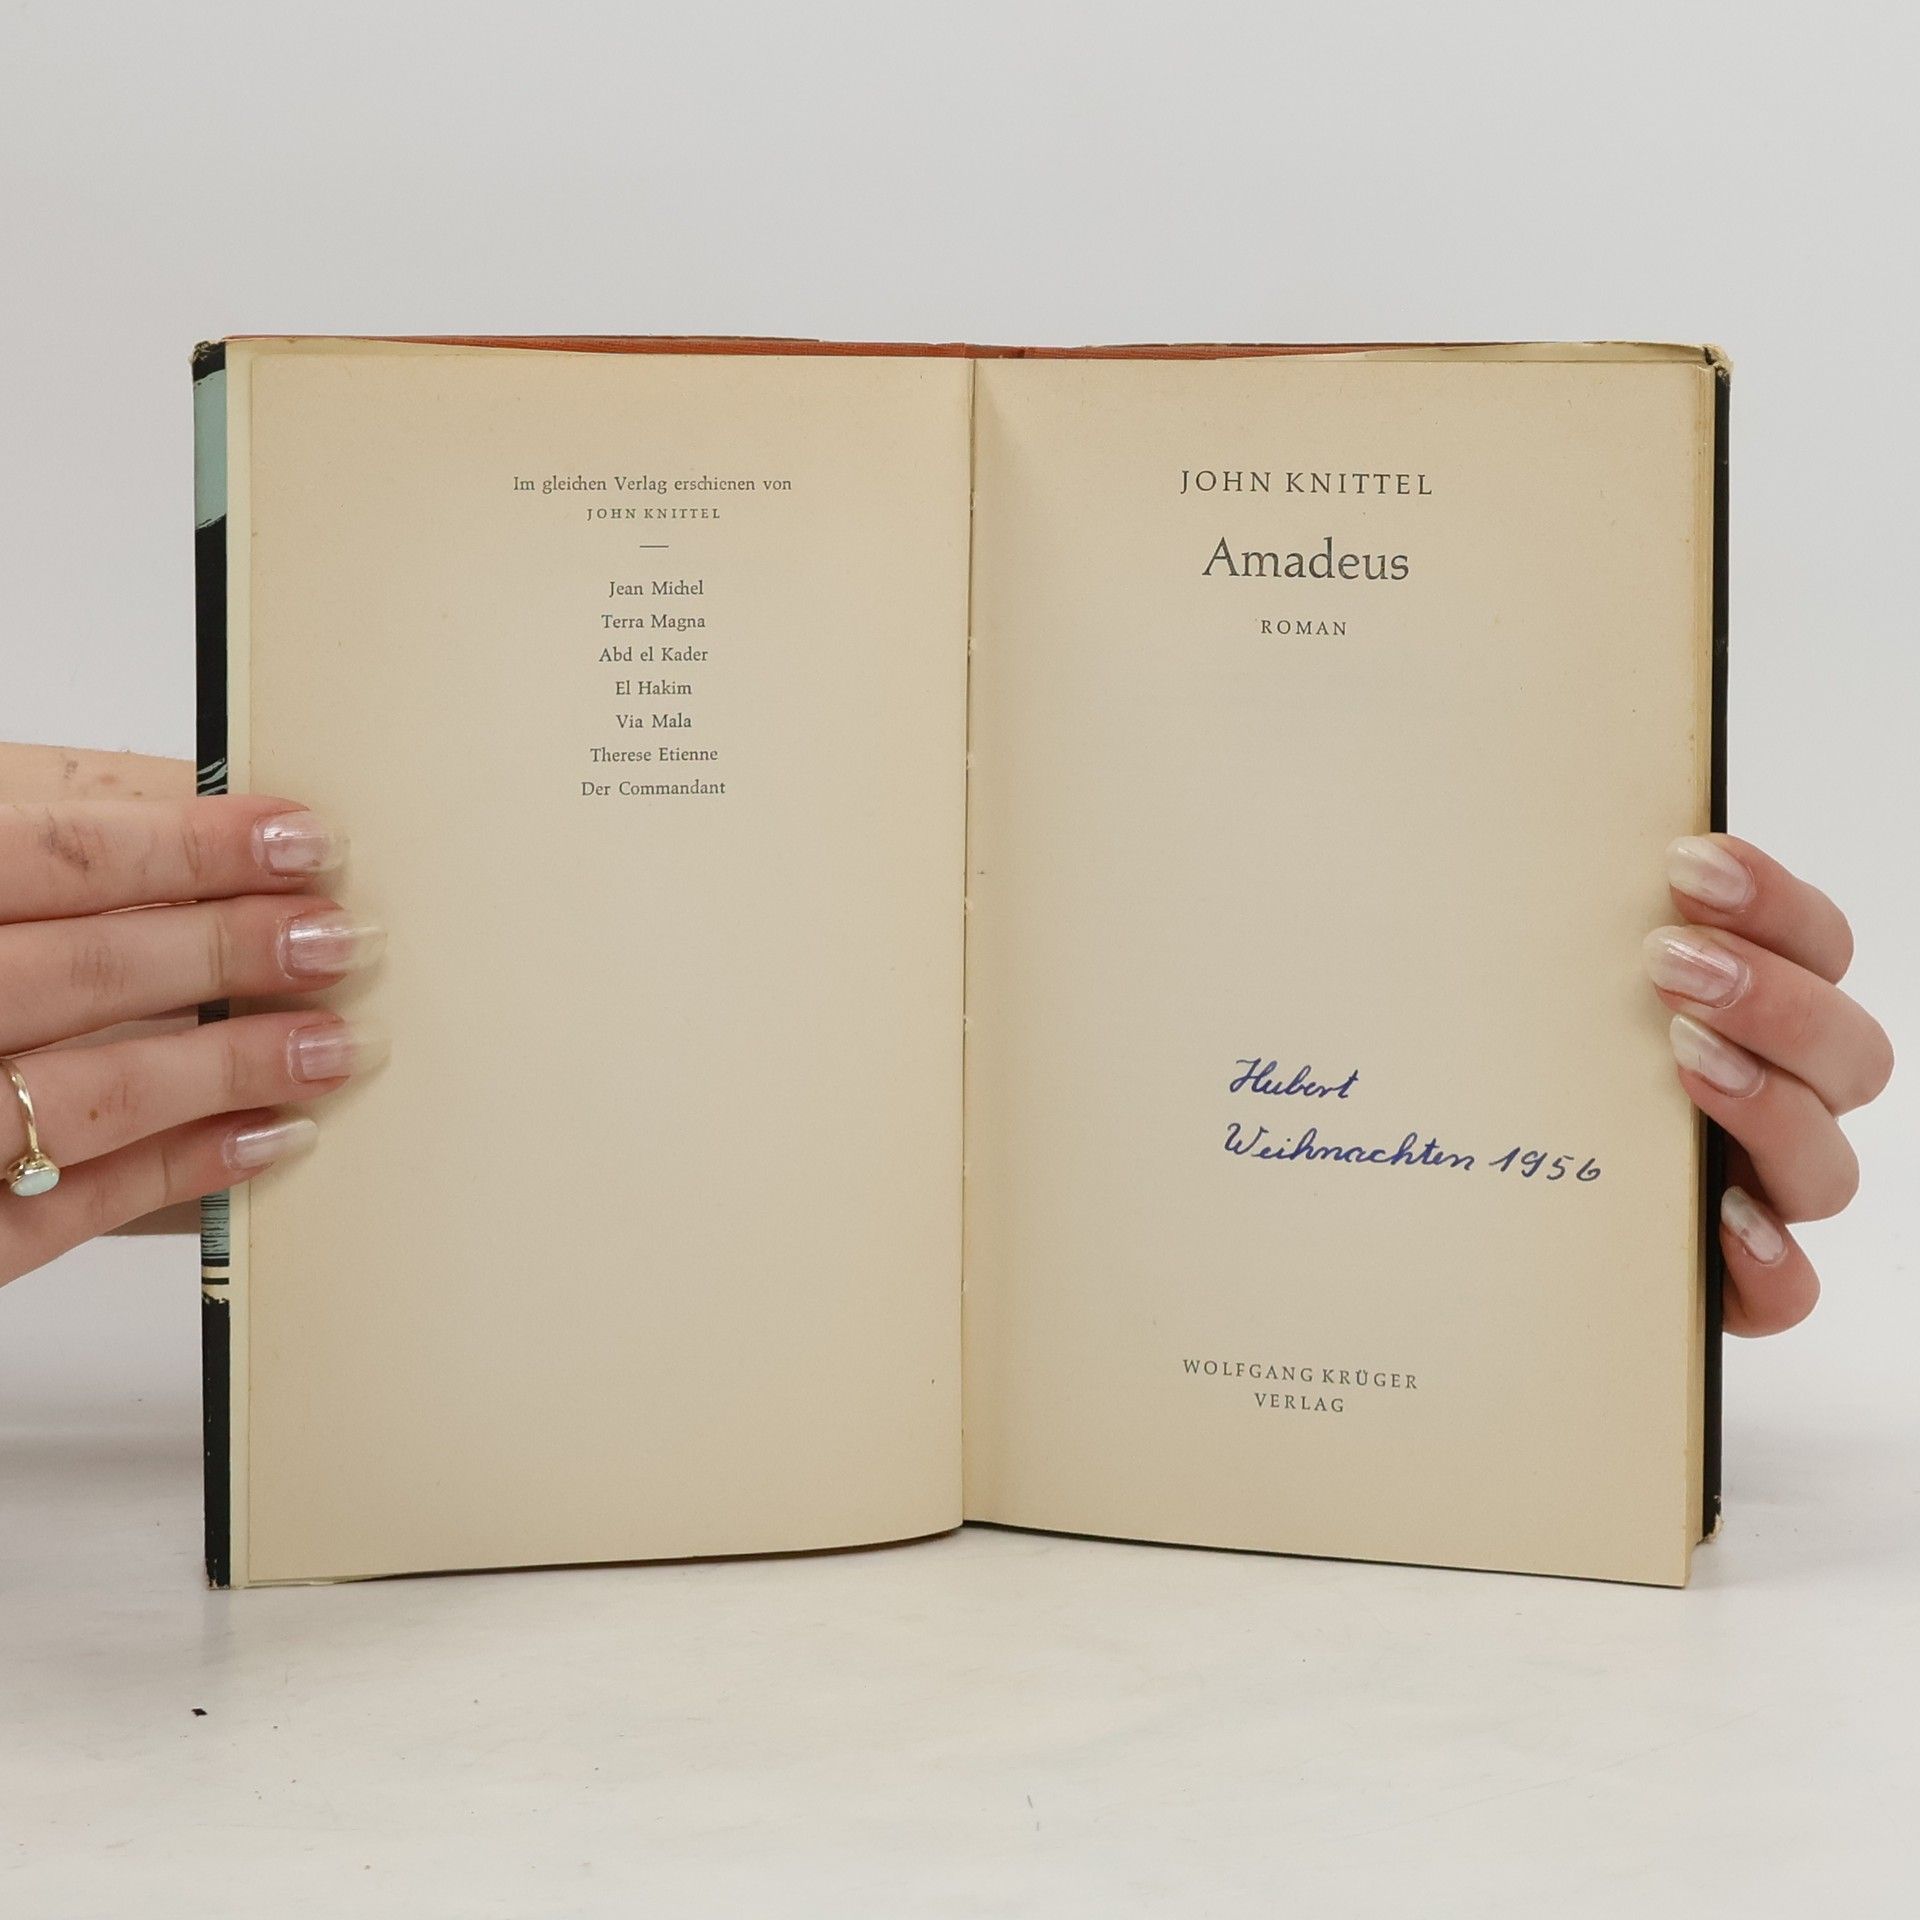 Im gleichen Verlag erschienen von
JOHN KNITTEL
Jean Michel
Terra Magna
Abd el Kader
El Hakim
Via Mala
Therese Etienne
Der Commandant
JOHN KNITTEL
Amadeus
ROMAN
Hubert
Weihnachten 1956
WOLFGANG KRÜGER
VERLAG